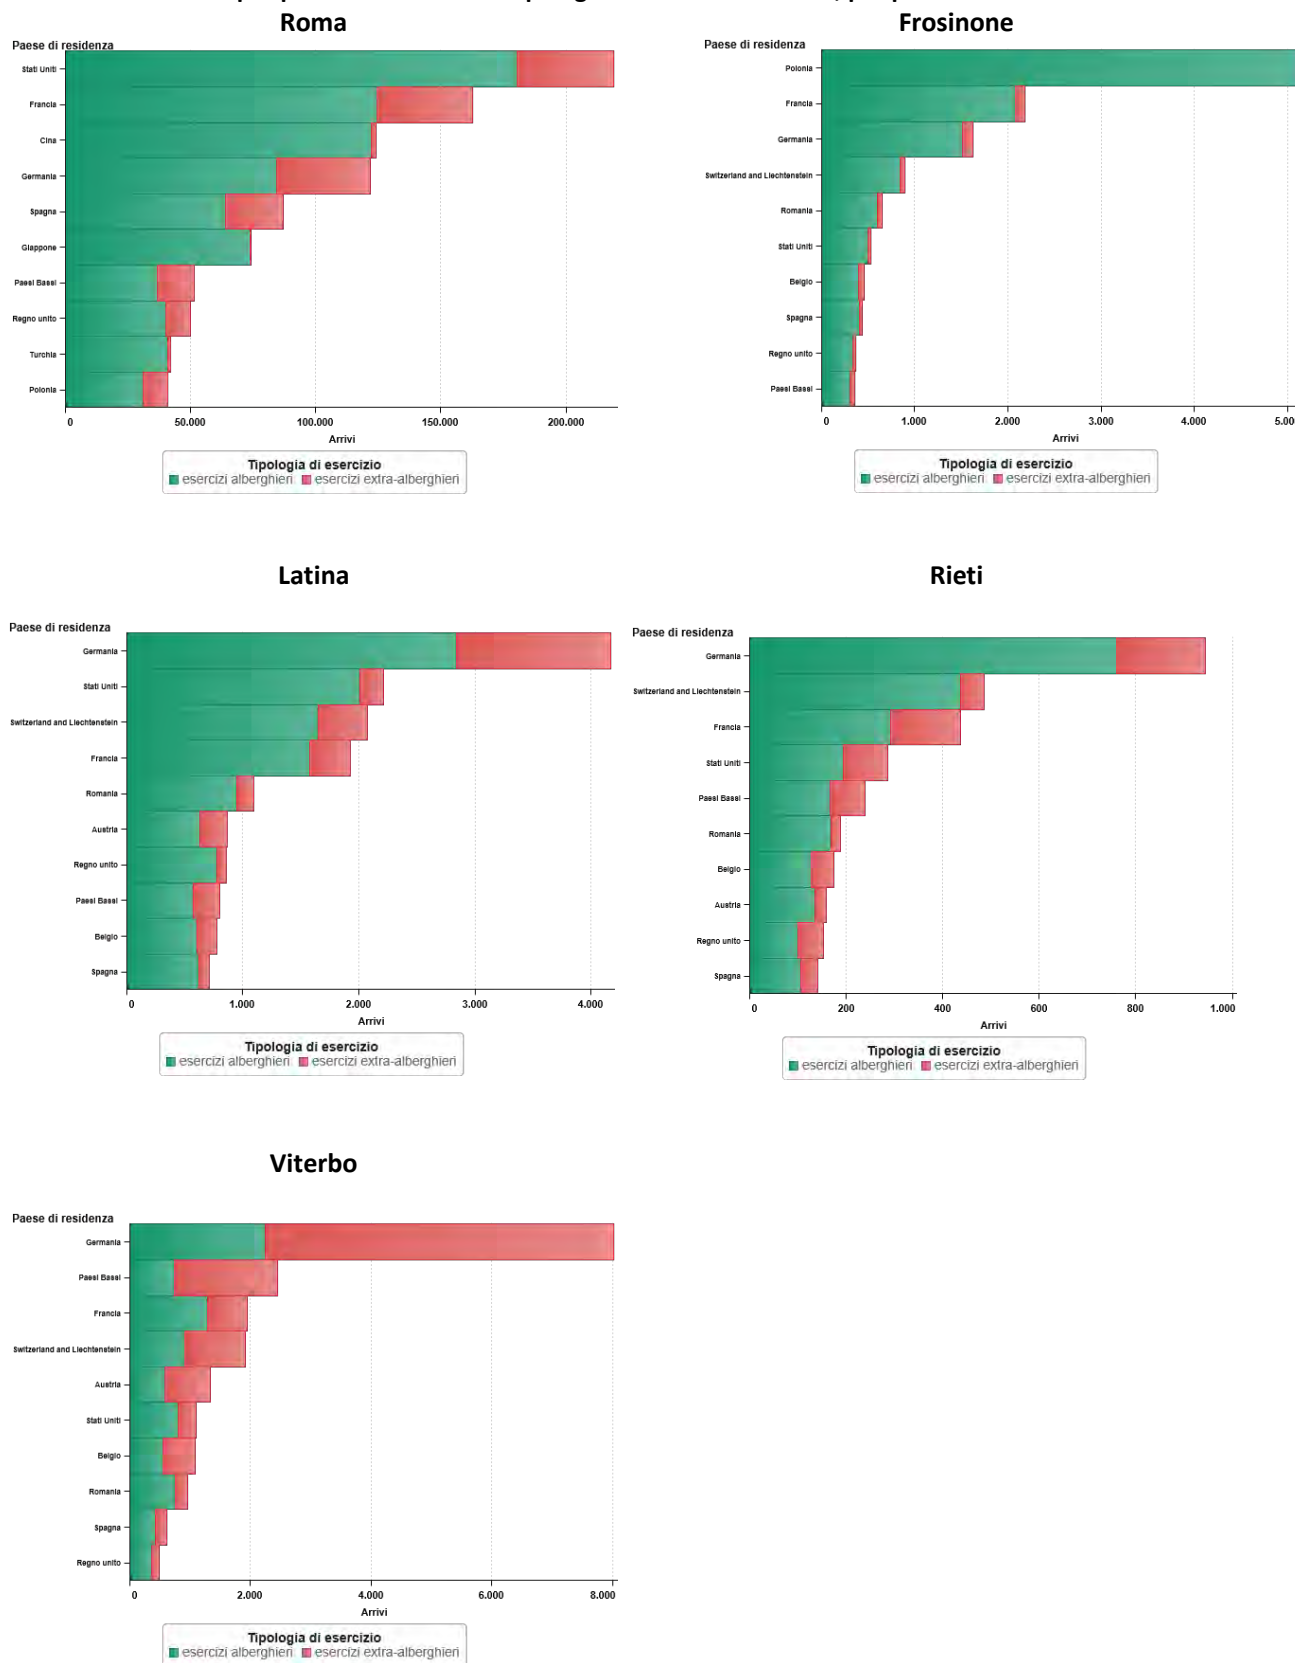 Roma
Paese di residenza
Stati Uniti
Francia
Cina
Germania
Spagna
Giappone
Paesi Bassi
Regno unito
Turchia
Polonia
0 50.000 100.000 150.000 200.000
Arrivi
Tipologia di esercizio
esercizi alberghieri esercizi extra-alberghieri
Frosinone
Paese di residenza
Polonia
Francia
Germania
Switzerland and Liechtenstein
Romania
Stati Uniti
Belgio
Spagna
Regno unito
Paesi Bassi
0 1.000 2.000 3.000 4.000 5.00
Arrivi
Tipologia di esercizio
esercizi alberghieri esercizi extra-alberghieri
Latina
Paese di residenza
Germania
Stati Uniti
Switzerland and Liechtenstein
Francia
Romania
Austria
Regno unito
Paesi Bassi
Belgio
Spagna
0 1.000 2.000 3.000 4.000
Arrivi
Tipologia di esercizio
esercizi alberghieri esercizi extra-alberghieri
Rieti
Paese di residenza
Germania
Switzerland and Liechtenstein
Francia
Stati Uniti
Paesi Bassi
Romania
Belgio
Austria
Regno unito
Spagna
0 200 400 600 800 1.000
Arrivi
Tipologia di esercizio
esercizi alberghieri esercizi extra-alberghieri
Viterbo
Paese di residenza
Germania
Paesi Bassi
Francia
Switzerland and Liechtenstein
Austria
Stati Uniti
Belgio
Romania
Spagna
Regno unito
0 2.000 4.000 6.000 8.000
Arrivi
Tipologia di esercizio
esercizi alberghieri esercizi extra-alberghieri